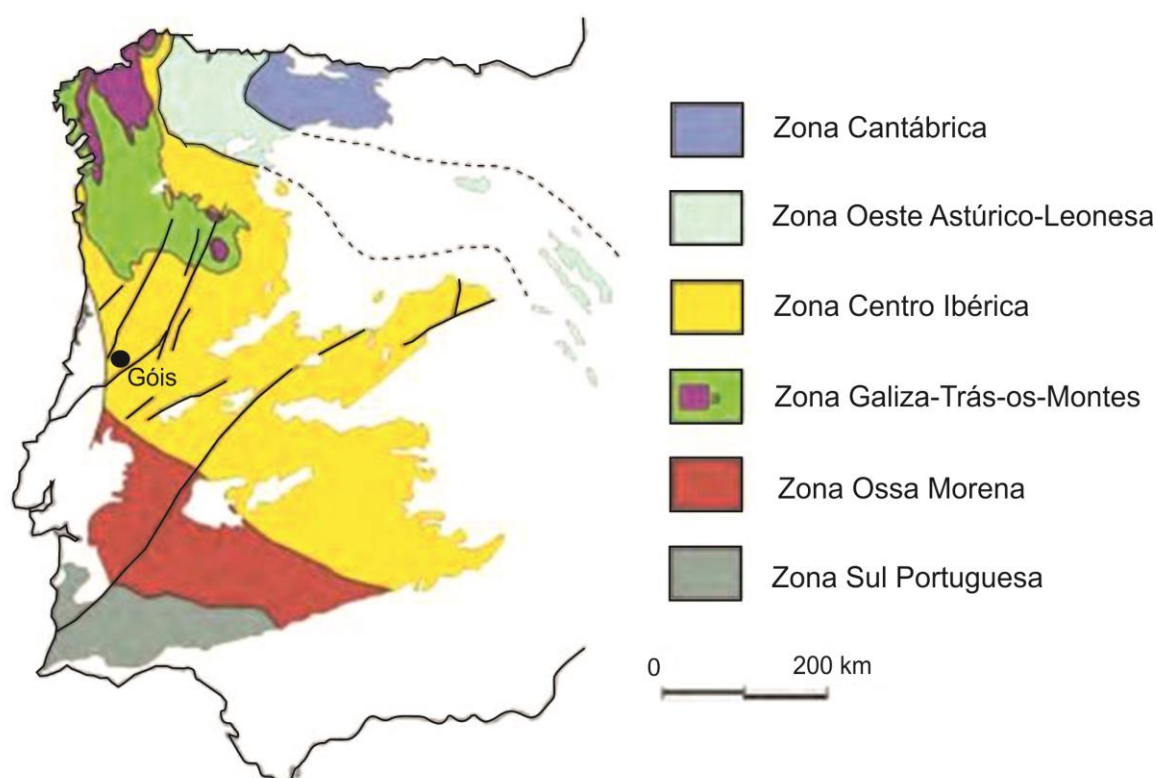 Góis
Zona Cantábrica
Zona Oeste Astúrico-Leonesa
Zona Centro Ibérica
Zona Galiza-Trás-os-Montes
Zona Ossa Morena
Zona Sul Portuguesa
0 200 km